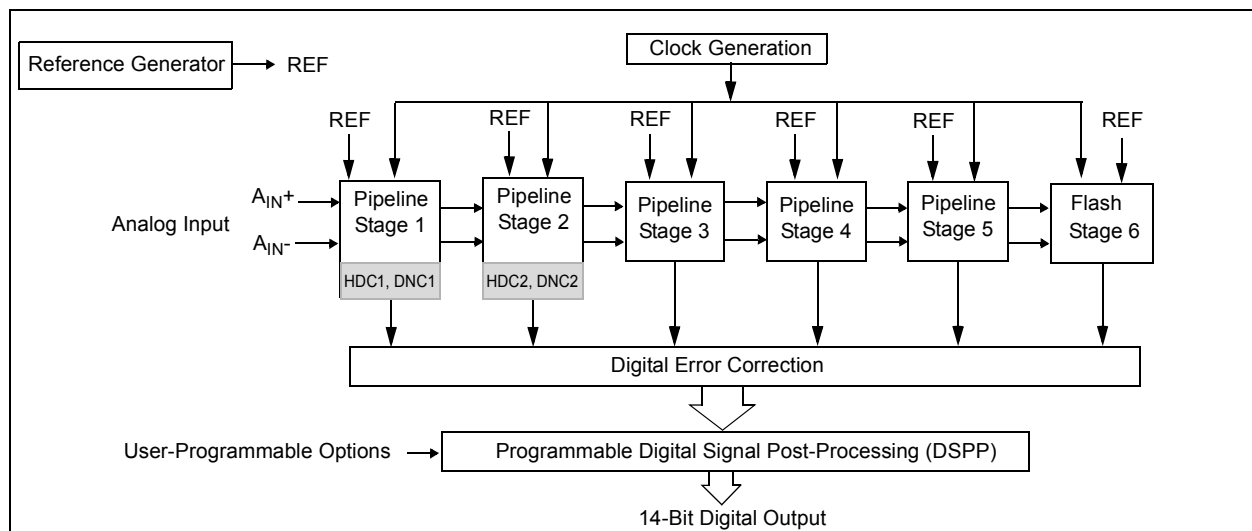 Reference Generator
REF
Clock Generation
REF
REF
REF
REF
REF
REF
Analog Input
A_IN+
A_IN-
Pipeline
Stage 1
HDC1, DNC1
Pipeline
Stage 2
HDC2, DNC2
Pipeline
Stage 3
Pipeline
Stage 4
Pipeline
Stage 5
Flash
Stage 6
Digital Error Correction
User-Programmable Options
Programmable Digital Signal Post-Processing (DSPP)
14-Bit Digital Output